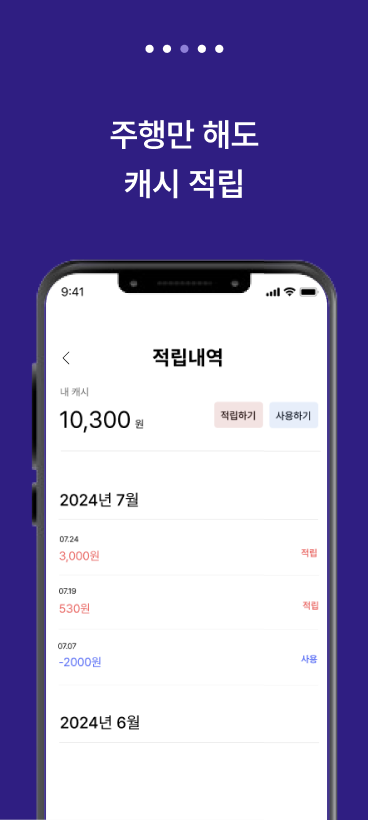 주행만 해도
캐시 적립
9:41
적립내역
내 캐시
10,300 원
적립하기
사용하기
2024년 7월
07.24
3,000원
적립
07.19
530원
적립
07.07
-2000원
사용
2024년 6월